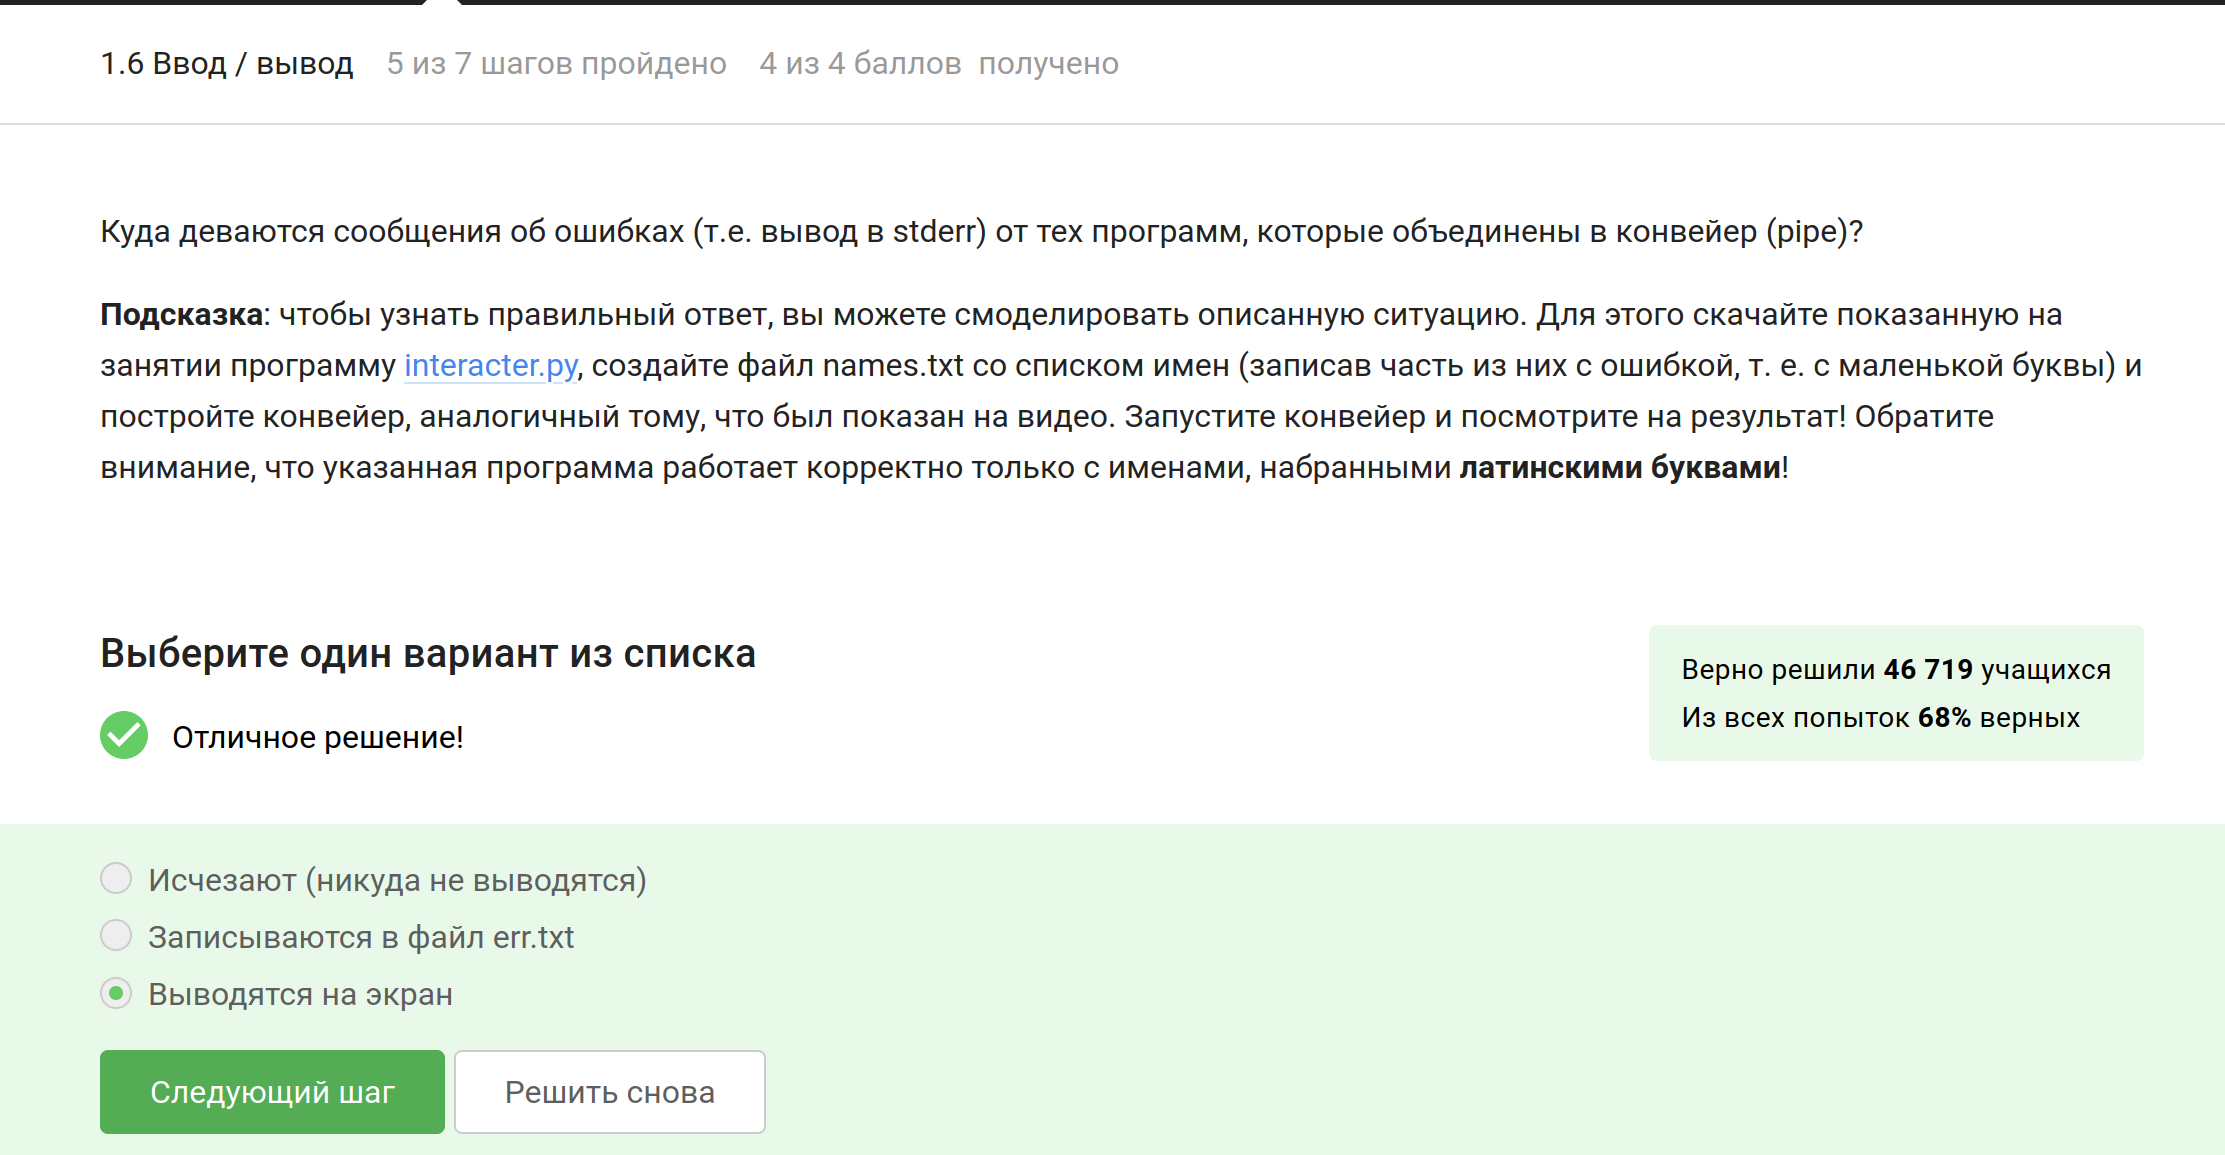 1.6 Ввод / вывод 5 из 7 шагов пройдено 4 из 4 баллов получено
Куда деваются сообщения об ошибках (т.е. вывод в stderr) от тех программ, которые объединены в конвейер (pipe)?
Подсказка: чтобы узнать правильный ответ, вы можете смоделировать описанную ситуацию. Для этого скачайте показанную на
занятии программу interacter.py, создайте файл names.txt со списком имен (записав часть из них с ошибкой, т. е. с маленькой буквы) и
постройте конвейер, аналогичный тому, что был показан на видео. Запустите конвейер и посмотрите на результат! Обратите
внимание, что указанная программа работает корректно только с именами, набранными латинскими буквами!
Выберите один вариант из списка
Отличное решение!
Верно решили 46 719 учащихся
Из всех попыток 68% верных
Исчезают (никуда не выводятся)
Записываются в файл err.txt
Выводятся на экран
Следующий шаг Решить снова